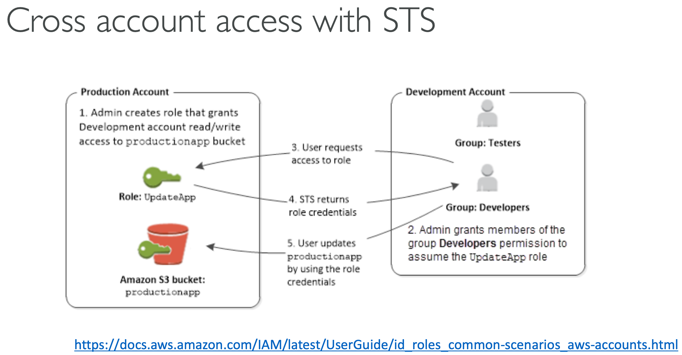 Cross account access with STS
Production Account
1. Admin creates role that grants
Development account read/write
access to productionapp bucket
Role: UpdateApp
Amazon S3 bucket:
productionapp
3. User requests
access to role
4. STS returns
role credentials
5. User updates
productionapp
by using the role
credentials
Development Account
Group: Testers
Group: Developers
2. Admin grants members of the
group Developers permission to
assume the UpdateApp role
https://docs.aws.amazon.com/IAM/latest/UserGuide/id_roles_common-scenarios_aws-accounts.html